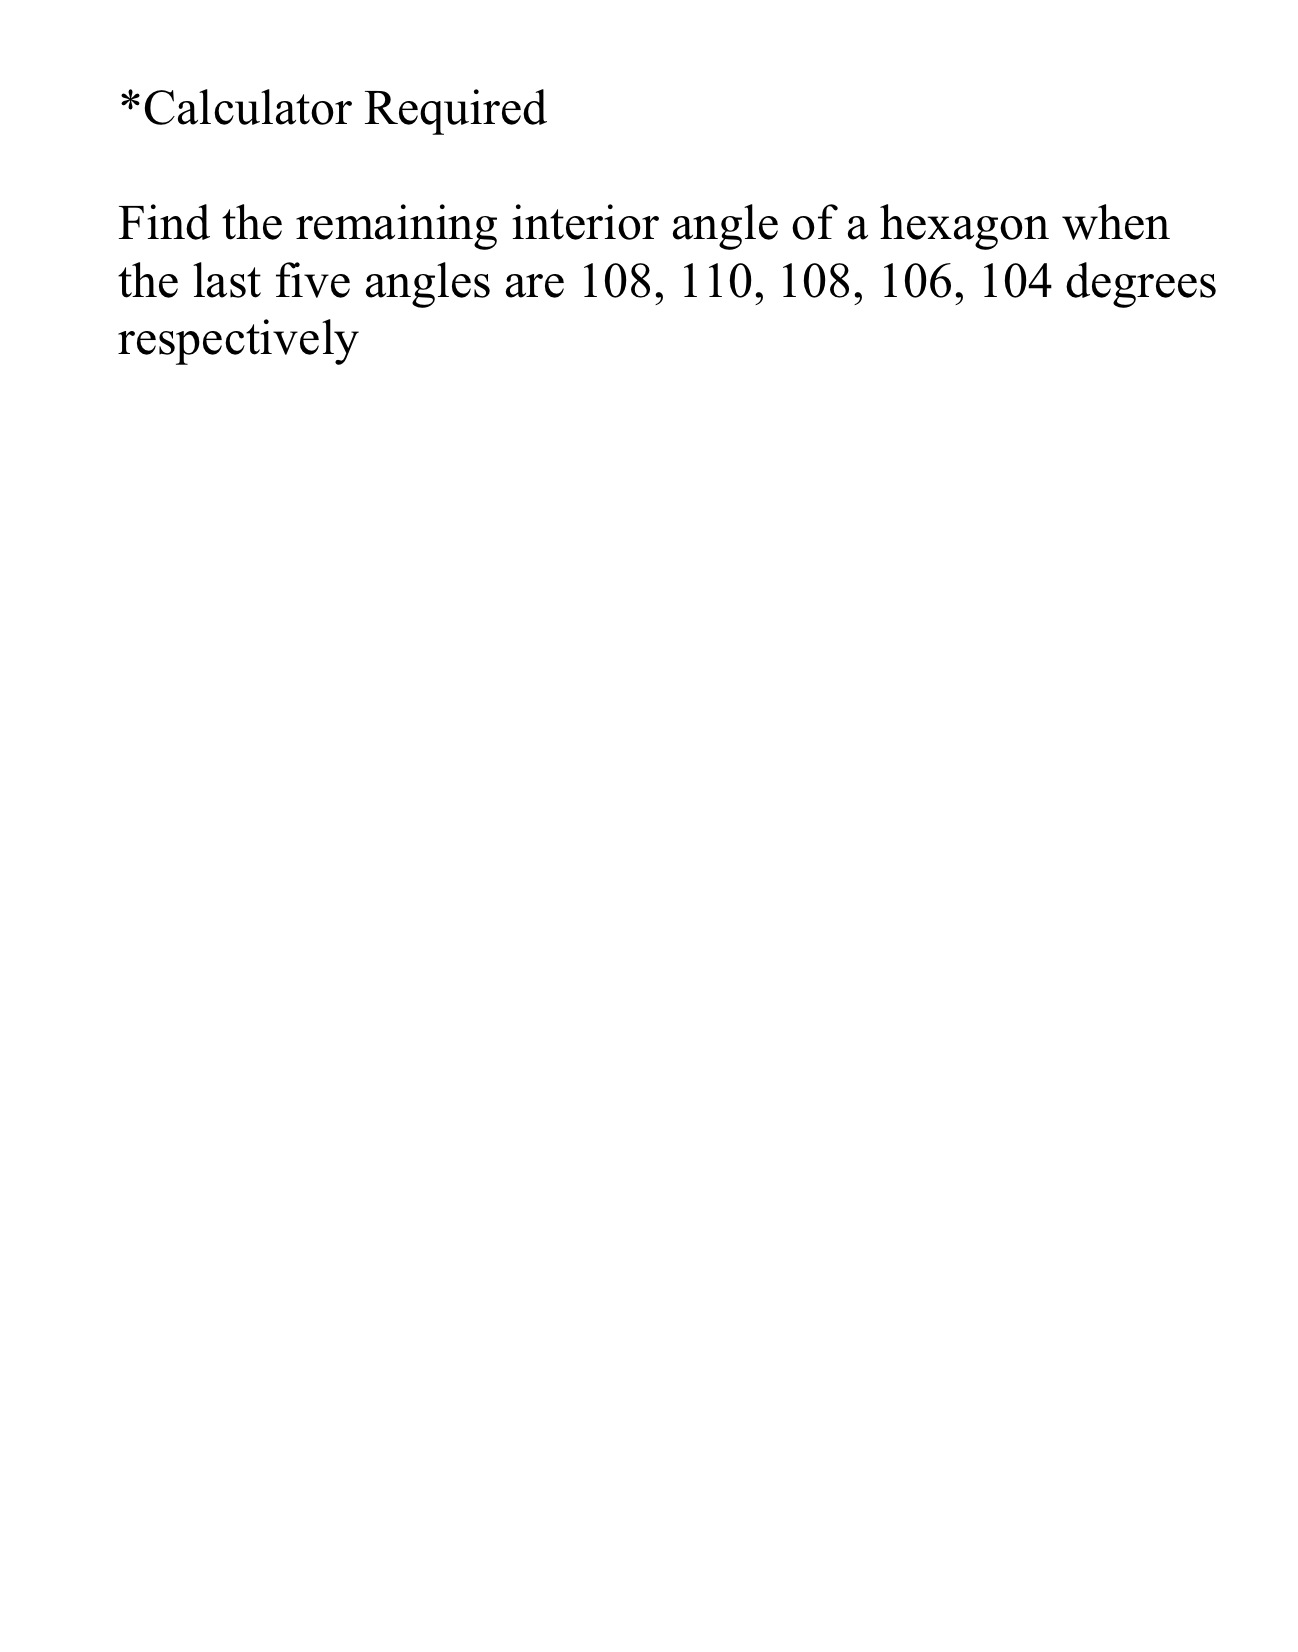 *Calculator Required
Find the remaining interior angle of a hexagon when
the last five angles are 108, 110, 108, 106, 104 degrees
respectively